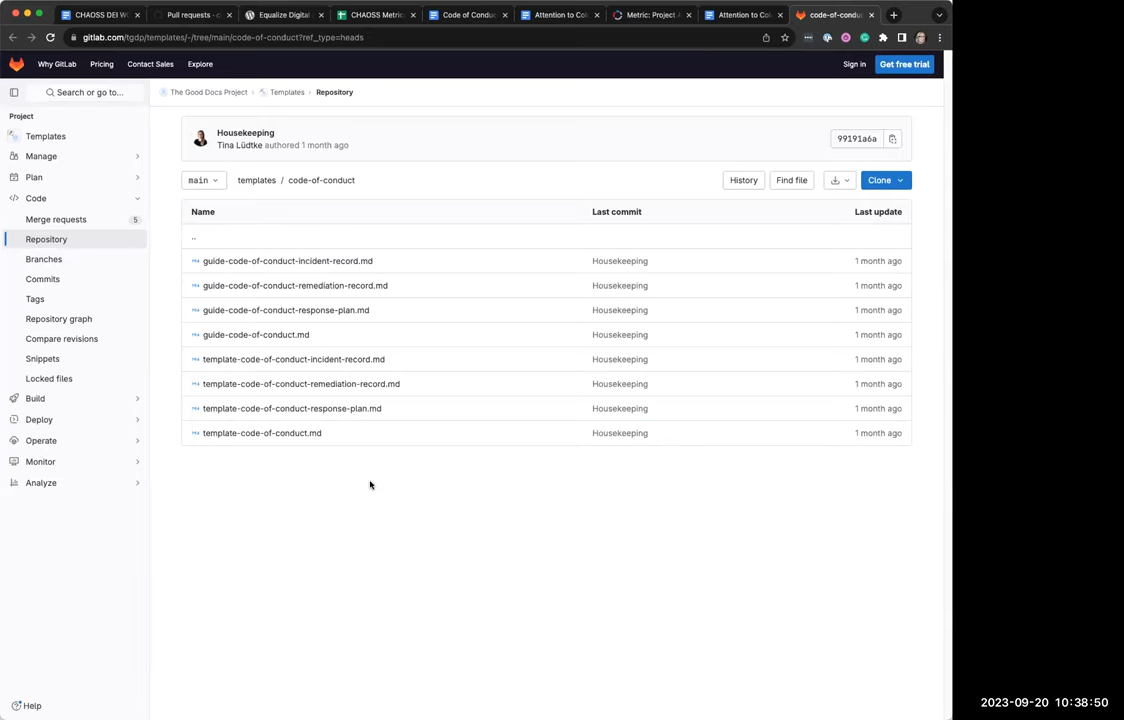 CHAOSS DEI Wo
Pull requests · c
Equalize Digital
CHAOSS Metric
Code of Conduc
Attention to Col
Metric: Project A
Attention to Col
code-of-conduc
gitlab.com/tgdp/templates/-/tree/main/code-of-conduct?ref_type=heads
Why GitLab Pricing Contact Sales Explore Sign in Get free trial
Search or go to...
The Good Docs Project › Templates › Repository
Project
Templates
Manage
Plan
Code
Merge requests 5
Repository
Branches
Commits
Tags
Repository graph
Compare revisions
Snippets
Locked files
Build
Deploy
Operate
Monitor
Analyze
Help
Housekeeping
Tina Lüdtke authored 1 month ago
99191a6a
main templates / code-of-conduct History Find file Clone
Name Last commit Last update
..
guide-code-of-conduct-incident-record.md Housekeeping 1 month ago
guide-code-of-conduct-remediation-record.md Housekeeping 1 month ago
guide-code-of-conduct-response-plan.md Housekeeping 1 month ago
guide-code-of-conduct.md Housekeeping 1 month ago
template-code-of-conduct-incident-record.md Housekeeping 1 month ago
template-code-of-conduct-remediation-record.md Housekeeping 1 month ago
template-code-of-conduct-response-plan.md Housekeeping 1 month ago
template-code-of-conduct.md Housekeeping 1 month ago
2023-09-20 10:38:50